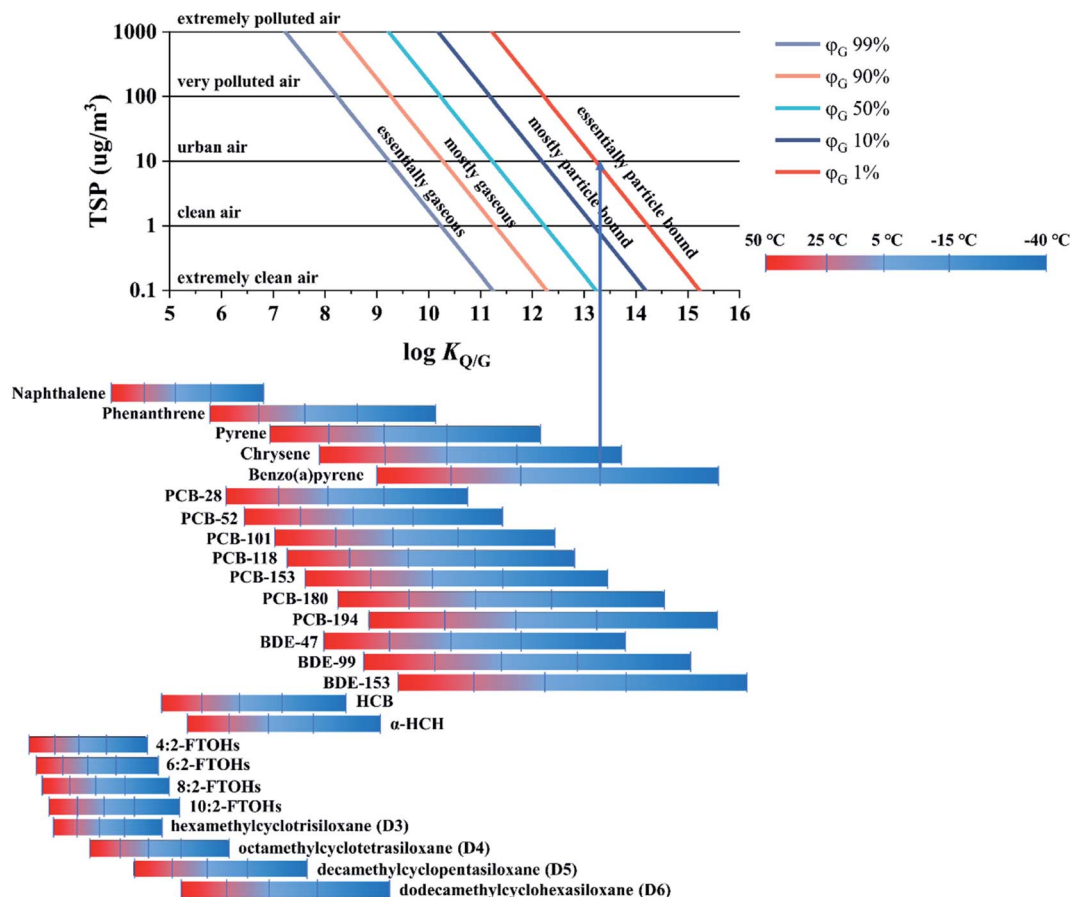 extremely polluted air
1000
very polluted air
100
urban air
10
clean air
1
extremely clean air
0.1
TSP (ug/m³)
essentially gaseous
mostly gaseous
mostly particle bound
essentially particle bound
φG 99%
φG 90%
φG 50%
φG 10%
φG 1%
50 °C 25 °C 5 °C -15 °C -40 °C
5 6 7 8 9 10 11 12 13 14 15 16
log KQ/G
Naphthalene
Phenanthrene
Pyrene
Chrysene
Benzo(a)pyrene
PCB-28
PCB-52
PCB-101
PCB-118
PCB-153
PCB-180
PCB-194
BDE-47
BDE-99
BDE-153
HCB
α-HCH
4:2-FTOHs
6:2-FTOHs
8:2-FTOHs
10:2-FTOHs
hexamethylcyclotrisiloxane (D3)
octamethylcyclotetrasiloxane (D4)
decamethylcyclopentasiloxane (D5)
dodecamethylcyclohexasiloxane (D6)